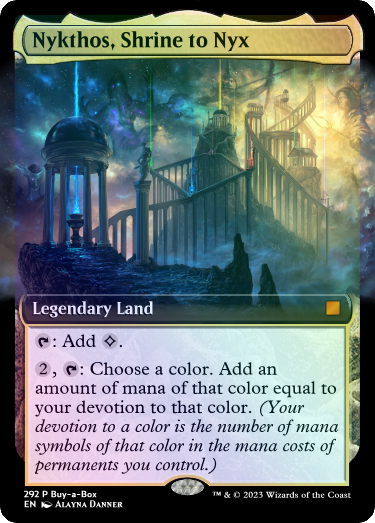 Nykthos, Shrine to Nyx
Legendary Land
: Add .
2, : Choose a color. Add an
amount of mana of that color equal to
your devotion to that color. (Your
devotion to a color is the number of mana
symbols of that color in the mana costs of
permanents you control.)
292 P Buy-a-Box
EN Alayna Danner
™ & © 2023 Wizards of the Coast